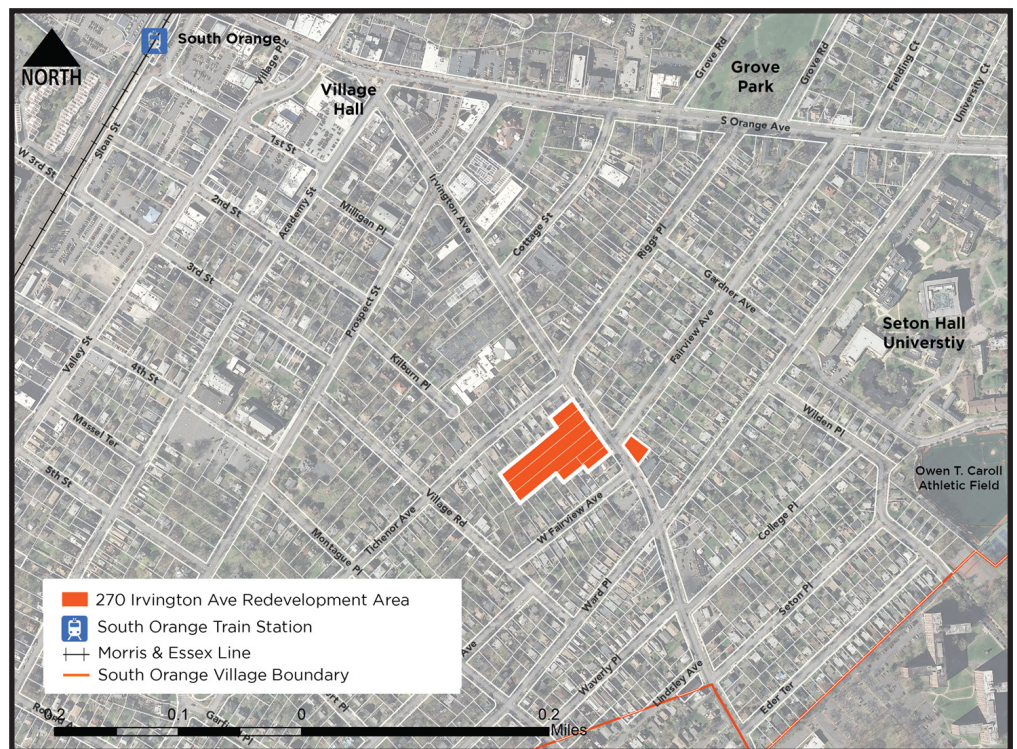 South Orange
NORTH
Village Pl
Village
Hall
Grove Rd
Grove
Park
Grove Rd
Fielding Ct
University Ct
S Orange Ave
Sloan St
W 3rd St
1st St
2nd St
Academy St
Milligan Pl
Irvington Ave
Cottage St
Riggs Pl
3rd St
Prospect St
Gardner Ave
Fairview Ave
Seton Hall
Universtiy
Valley St
4th St
Kilburn Pl
Massel Ter
Wilden Pl
5th St
Owen T. Caroll
Athletic Field
Village Rd
Tichenor Ave
W Fairview Ave
College Pl
Montague Pl
Ward Pl
Seton Pl
270 Irvington Ave Redevelopment Area
South Orange Train Station
Morris & Essex Line
South Orange Village Boundary
Ave
Waverly Pl
Lindsley Ave
Eder Ter
0.2
0.1
0
0.2
Miles